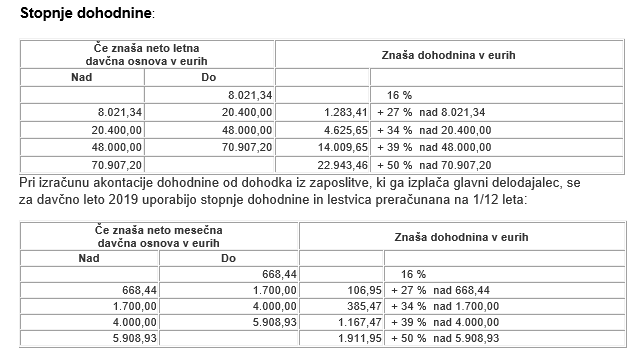 Stopnje dohodnine:
Če znaša neto letna
davčna osnova v eurih
Znaša dohodnina v eurih
Nad Do
8.021,34 16 %
8.021,34 20.400,00 1.283,41 + 27 % nad 8.021,34
20.400,00 48.000,00 4.625,65 + 34 % nad 20.400,00
48.000,00 70.907,20 14.009,65 + 39 % nad 48.000,00
70.907,20 22.943,46 + 50 % nad 70.907,20
Pri izračunu akontacije dohodnine od dohodka iz zaposlitve, ki ga izplača glavni delodajalec, se
za davčno leto 2019 uporabijo stopnje dohodnine in lestvica preračunana na 1/12 leta:
Če znaša neto mesečna
davčna osnova v eurih
Znaša dohodnina v eurih
Nad Do
668,44 16 %
668,44 1.700,00 106,95 + 27 % nad 668,44
1.700,00 4.000,00 385,47 + 34 % nad 1.700,00
4.000,00 5.908,93 1.167,47 + 39 % nad 4.000,00
5.908,93 1.911,95 + 50 % nad 5.908,93